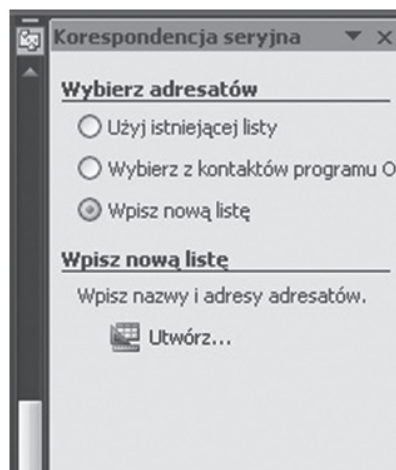 Korespondencja seryjna
Wybierz adresatów
Użyj istniejącej listy
Wybierz z kontaktów programu O
Wpisz nową listę
Wpisz nową listę
Wpisz nazwy i adresy adresatów.
Utwórz...